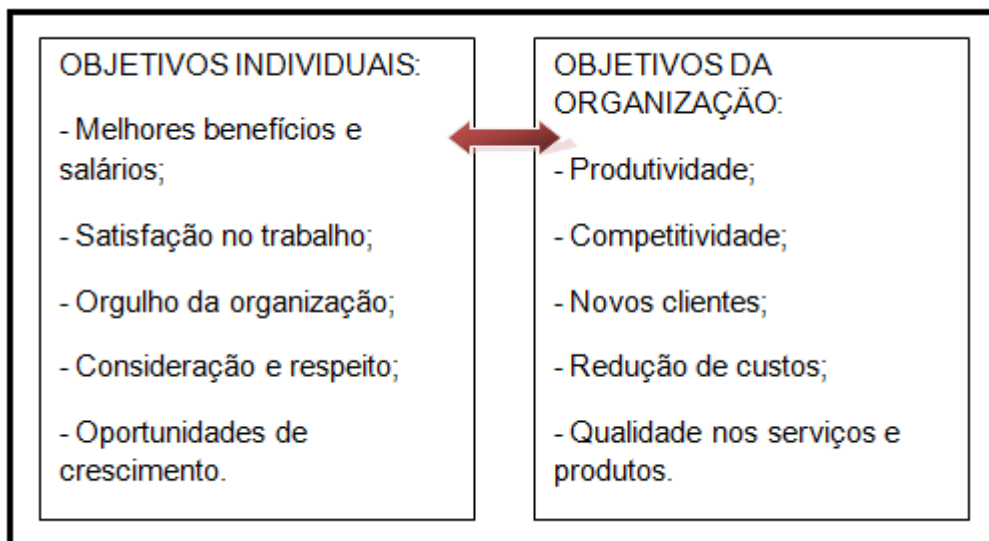 OBJETIVOS INDIVIDUAIS:
- Melhores benefícios e
salários;
- Satisfação no trabalho;
- Orgulho da organização;
- Consideração e respeito;
- Oportunidades de
crescimento.
OBJETIVOS DA
ORGANIZAÇÃO:
- Produtividade;
- Competitividade;
- Novos clientes;
- Redução de custos;
- Qualidade nos serviços e
produtos.